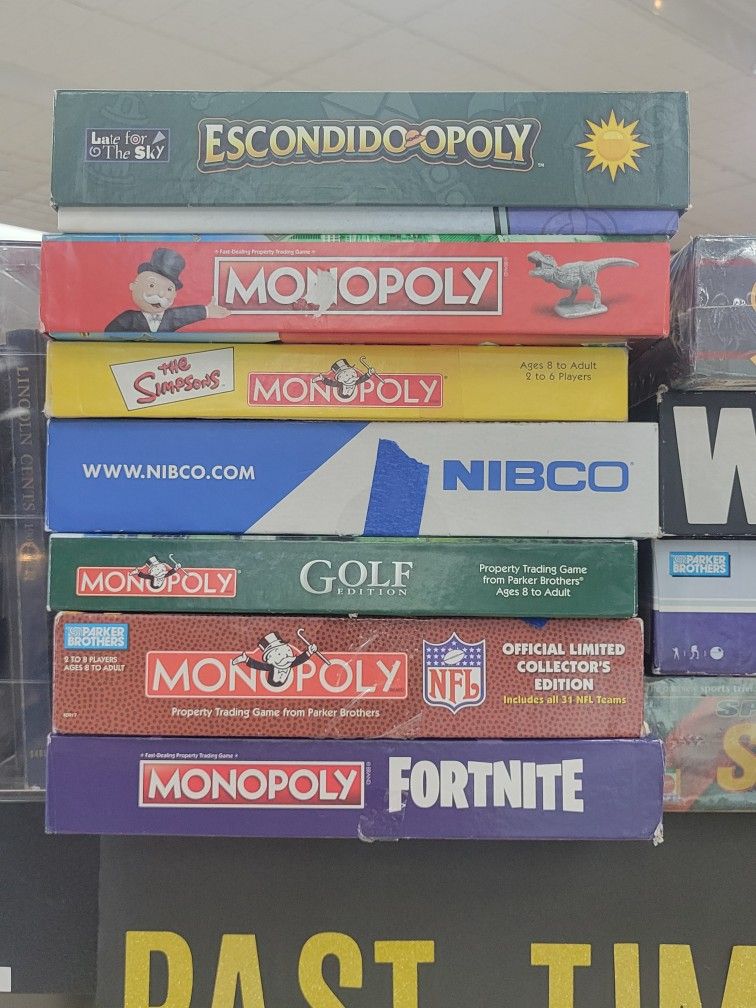 Late for
The Sky
ESCONDIDO-OPOLY
™
Fast-Dealing Property Trading Game
MONOPOLY
THE
SIMPSONS
MONOPOLY
Ages 8 to Adult
2 to 6 Players
LINCOLN CENTS
WWW.NIBCO.COM
NIBCO®
W
MONOPOLY
GOLF
EDITION
Property Trading Game
from Parker Brothers®
Ages 8 to Adult
PARKER
BROTHERS
PARKER
BROTHERS
2 TO 8 PLAYERS
AGES 8 TO ADULT
MONOPOLY
Property Trading Game from Parker Brothers
NFL
OFFICIAL LIMITED
COLLECTOR'S
EDITION
Includes all 31 NFL Teams
Fast-Dealing Property Trading Game
MONOPOLY
BRAND
FORTNITE
PAST TIM